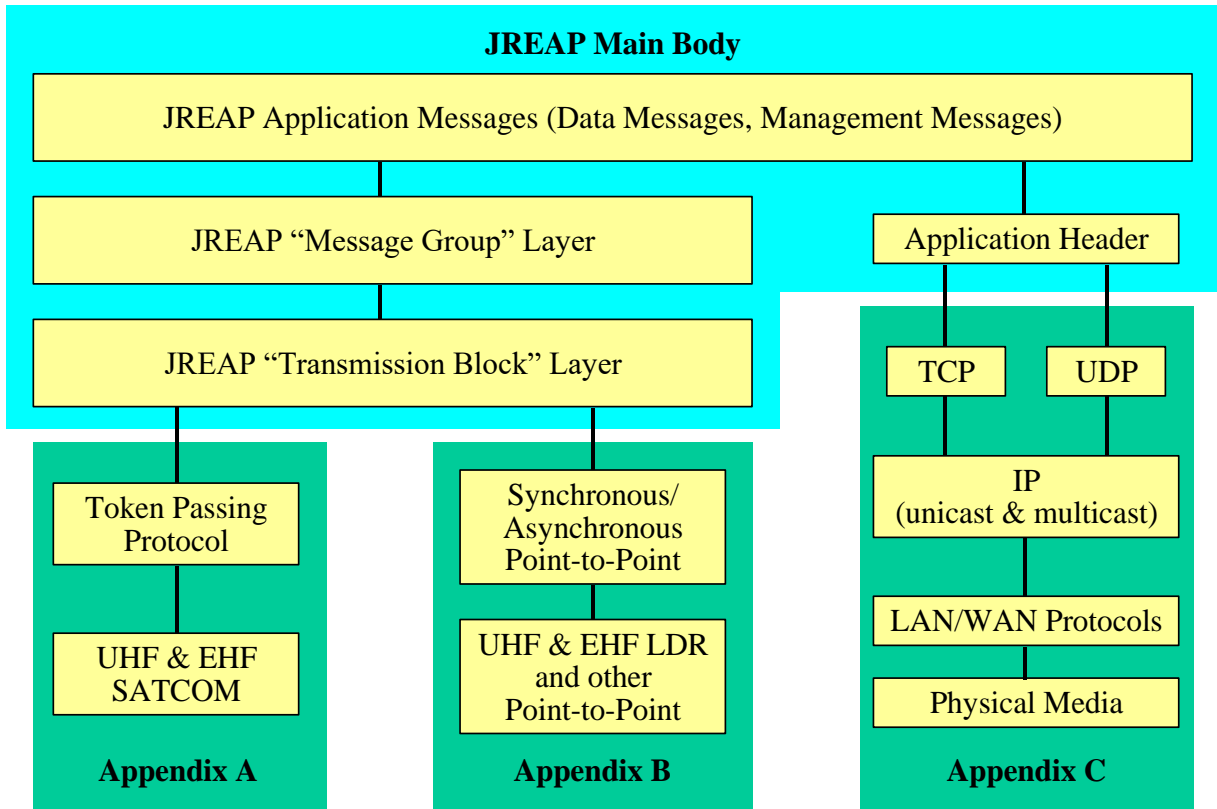 JREAP Main Body
JREAP Application Messages (Data Messages, Management Messages)
JREAP “Message Group” Layer
Application Header
JREAP “Transmission Block” Layer
TCP
UDP
Token Passing
Protocol
Synchronous/
Asynchronous
Point-to-Point
IP
(unicast & multicast)
UHF & EHF
SATCOM
UHF & EHF LDR
and other
Point-to-Point
LAN/WAN Protocols
Physical Media
Appendix A
Appendix B
Appendix C